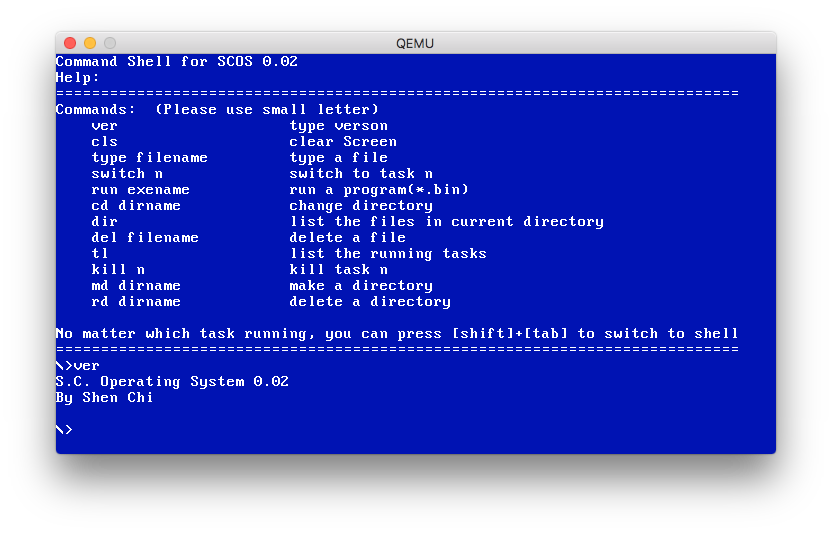 QEMU
Command Shell for SCOS 0.02
Help:
============================================================================
Commands:  (Please use small letter)
    ver                   type verson
    cls                   clear Screen
    type filename         type a file
    switch n              switch to task n
    run exename           run a program(*.bin)
    cd dirname            change directory
    dir                   list the files in current directory
    del filename          delete a file
    tl                    list the running tasks
    kill n                kill task n
    md dirname            make a directory
    rd dirname            delete a directory

No matter which task running, you can press [shift]+[tab] to switch to shell
============================================================================
\>ver
S.C. Operating System 0.02
By Shen Chi

\>